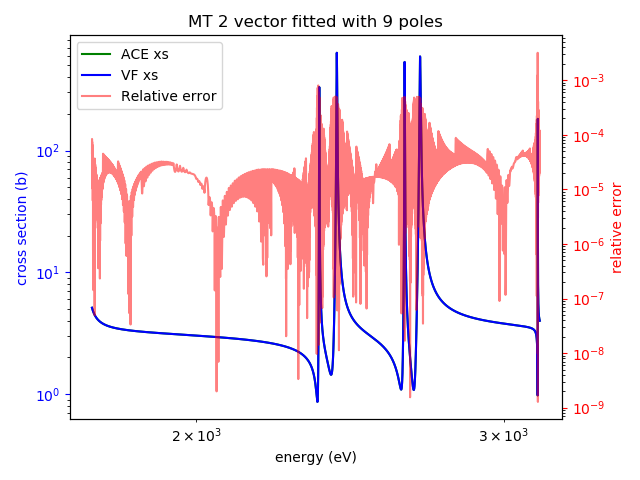 MT 2 vector fitted with 9 poles
ACE xs
VF xs
Relative error
cross section (b)
10²
10¹
10⁰
10⁻³
10⁻⁴
10⁻⁵
10⁻⁶
10⁻⁷
10⁻⁸
10⁻⁹
relative error
2 × 10³
3 × 10³
energy (eV)